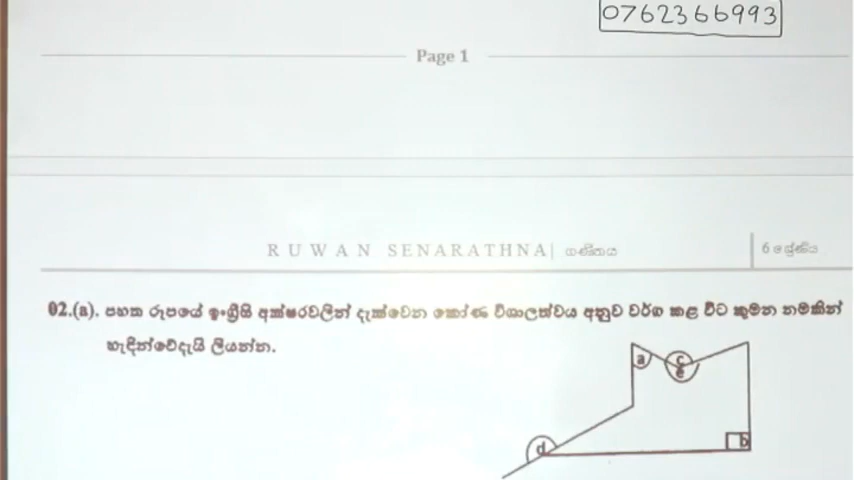 0762366993
Page 1
RUWAN SENARATHNA| ගණිතය
6 ශ්‍රේණිය
02.(a). පහත රුපයේ ඉංග්‍රීසි අක්ෂරවලින් දැක්වෙන කෝණ විශාලත්වය අනුව වර්ග කළ විට කුමන නමකින්
හැඳින්වේදැයි ලියන්න.
a
c
e
d
b